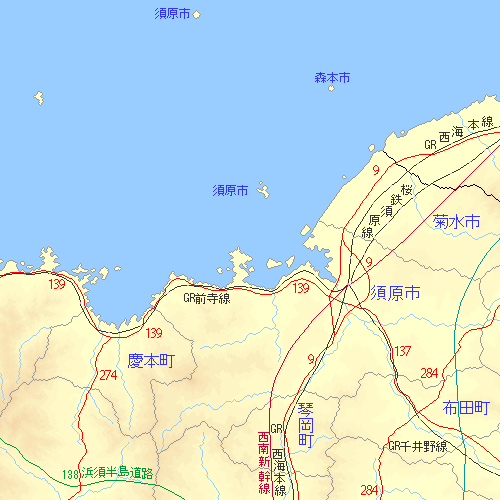 須原市
森本市
GR西海本線
9
須原市
桜須鉄原線
菊水市
9
139
GR前寺線
139
須原市
139
9
137
慶本町
284
274
琴岡町
布田町
GR西海本線
西南新幹線
GR千井野線
138浜須半島道路
284